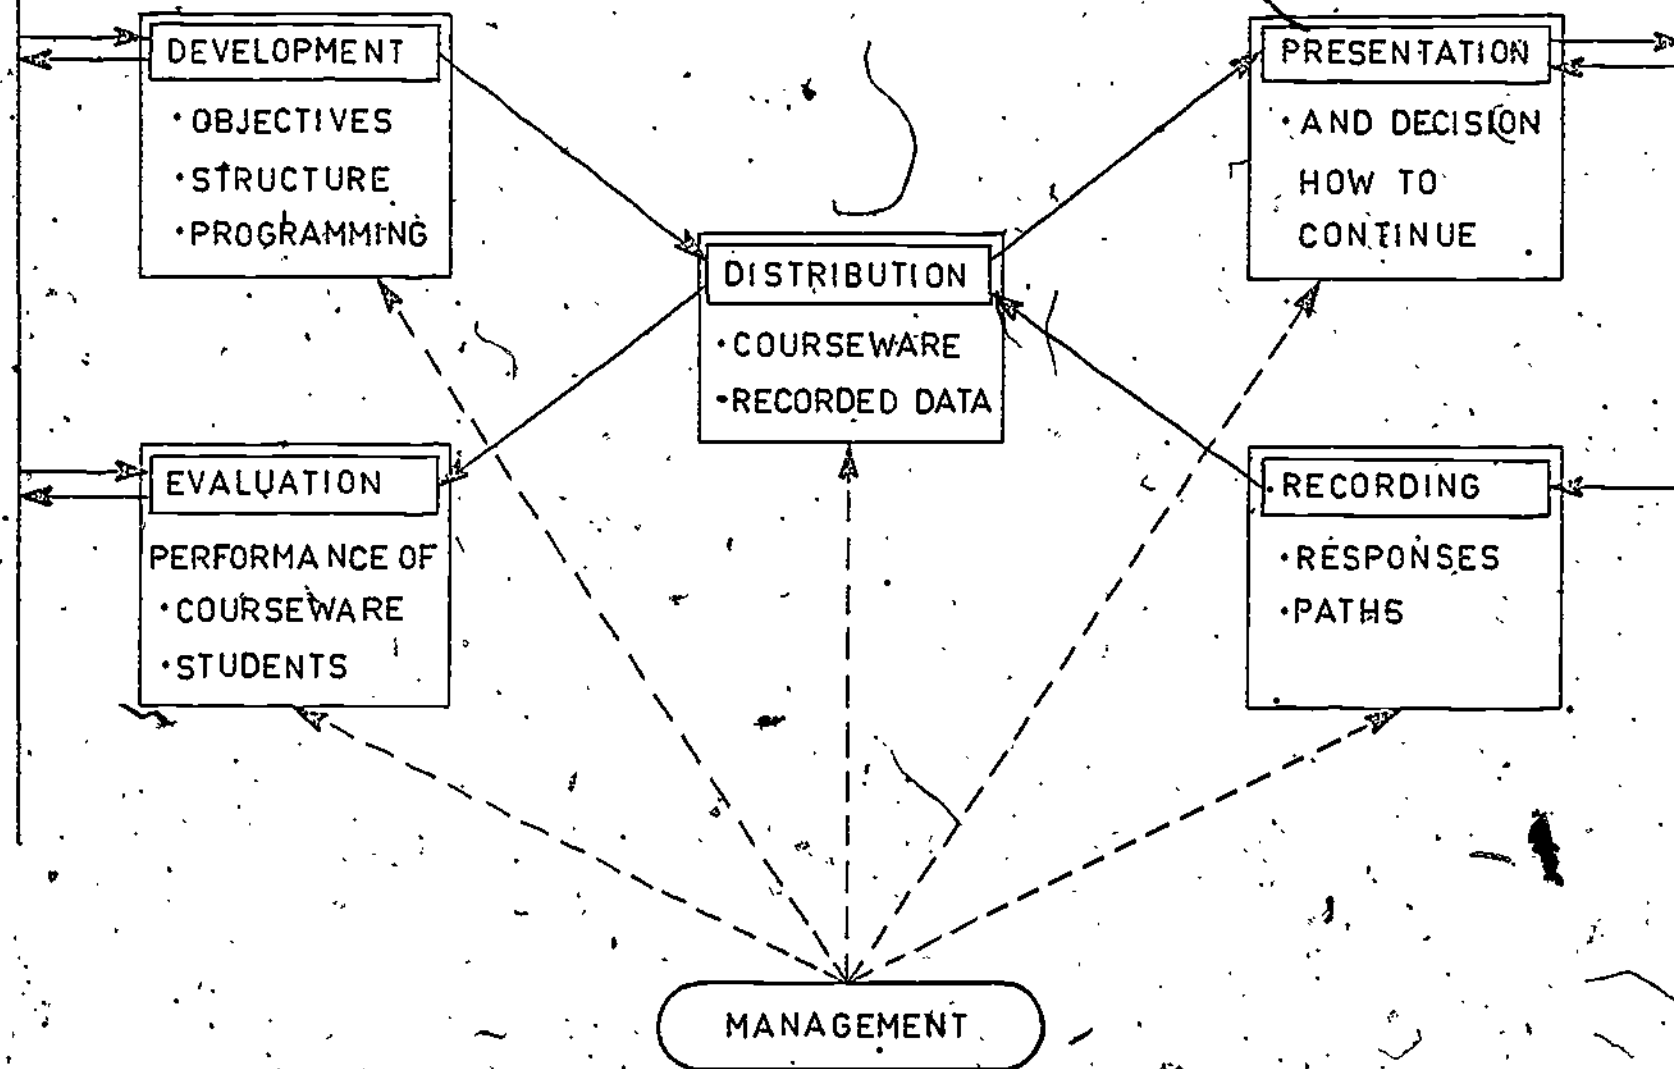 DEVELOPMENT
• OBJECTIVES
• STRUCTURE
• PROGRAMMING
PRESENTATION
• AND DECISION
HOW TO
CONTINUE
DISTRIBUTION
• COURSEWARE
• RECORDED DATA
EVALUATION
PERFORMANCE OF
• COURSEWARE
• STUDENTS
RECORDING
• RESPONSES
• PATHS
MANAGEMENT